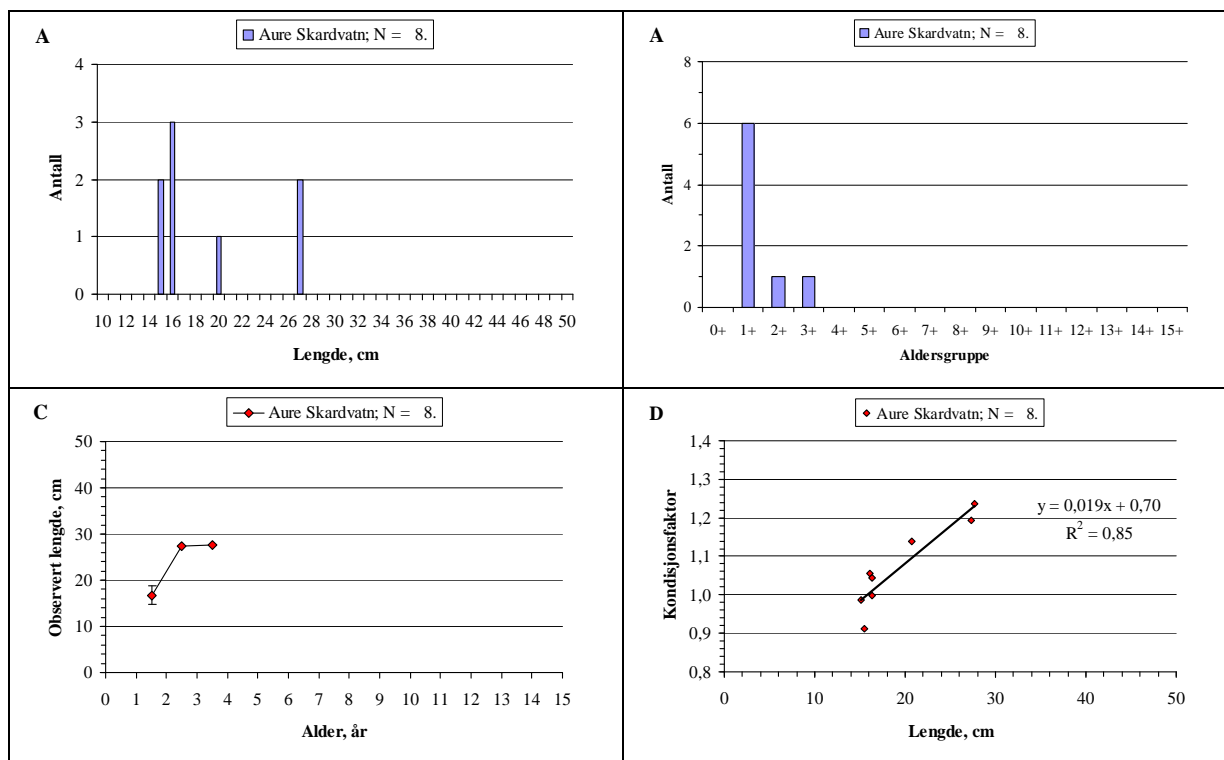 A
Aure Skardvatn; N = 8.
4
3
2
1
0
Antall
10 12 14 16 18 20 22 24 26 28 30 32 34 36 38 40 42 44 46 48 50
Lengde, cm
A
Aure Skardvatn; N = 8.
8
6
4
2
0
Antall
0+ 1+ 2+ 3+ 4+ 5+ 6+ 7+ 8+ 9+ 10+ 11+ 12+ 13+ 14+ 15+
Aldersgruppe
C
Aure Skardvatn; N = 8.
50
40
30
20
10
0
Observert lengde, cm
0 1 2 3 4 5 6 7 8 9 10 11 12 13 14 15
Alder, år
D
Aure Skardvatn; N = 8.
1,4
1,3
1,2
1,1
1,0
0,9
0,8
Kondisjonsfaktor
y = 0,019x + 0,70
R² = 0,85
0 10 20 30 40 50
Lengde, cm